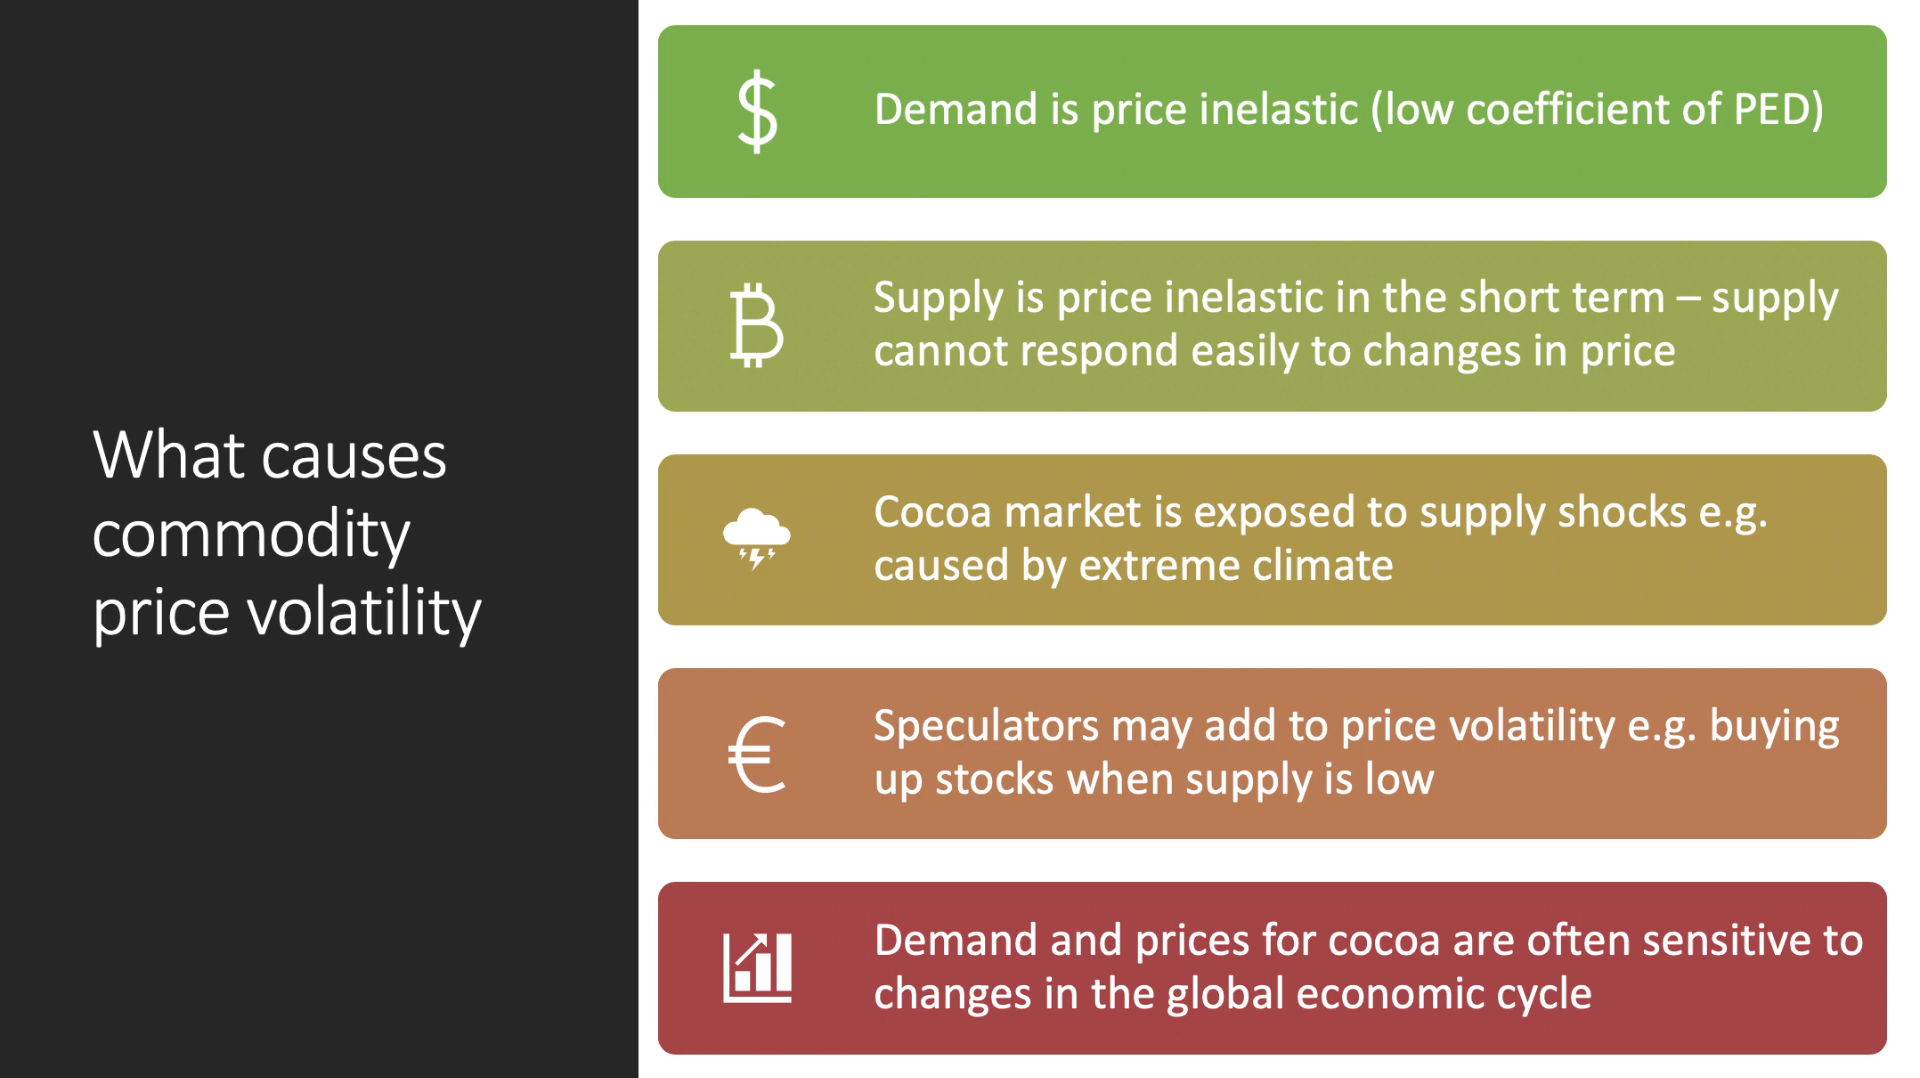 What causes
commodity
price volatility
Demand is price inelastic (low coefficient of PED)
Supply is price inelastic in the short term – supply
cannot respond easily to changes in price
Cocoa market is exposed to supply shocks e.g.
caused by extreme climate
Speculators may add to price volatility e.g. buying
up stocks when supply is low
Demand and prices for cocoa are often sensitive to
changes in the global economic cycle